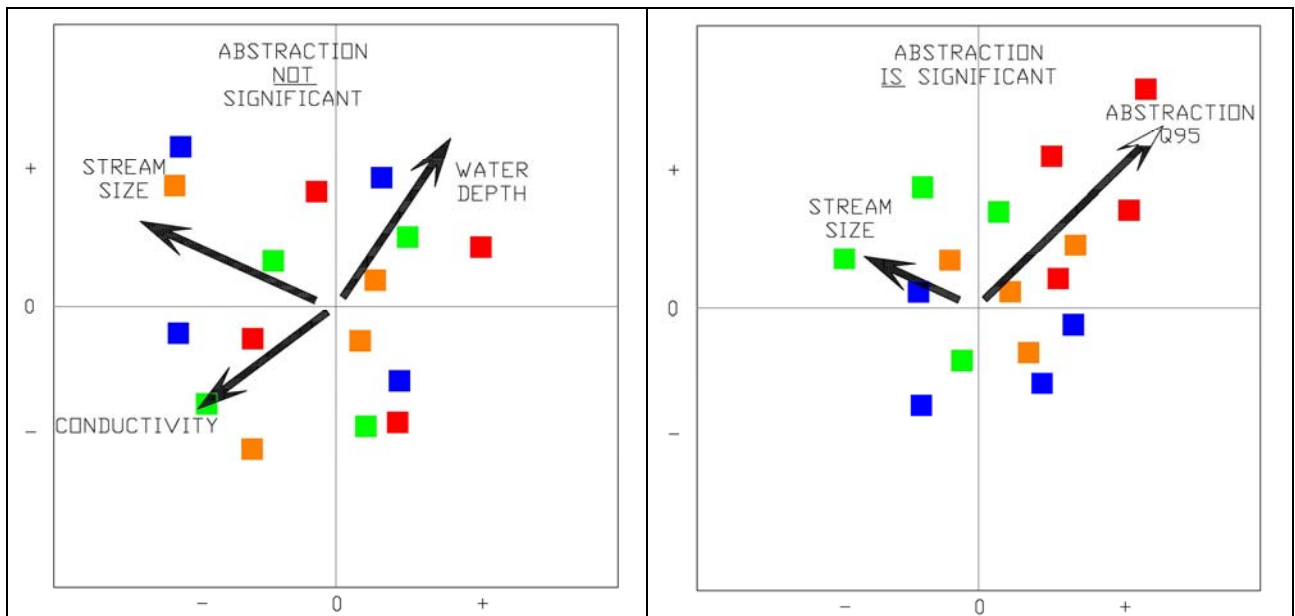 ABSTRACTION
NOT
SIGNIFICANT
STREAM
SIZE
WATER
DEPTH
CONDUCTIVITY
+
0
-
- 0 +
ABSTRACTION
IS SIGNIFICANT
ABSTRACTION
Q95
STREAM
SIZE
+
0
-
- 0 +